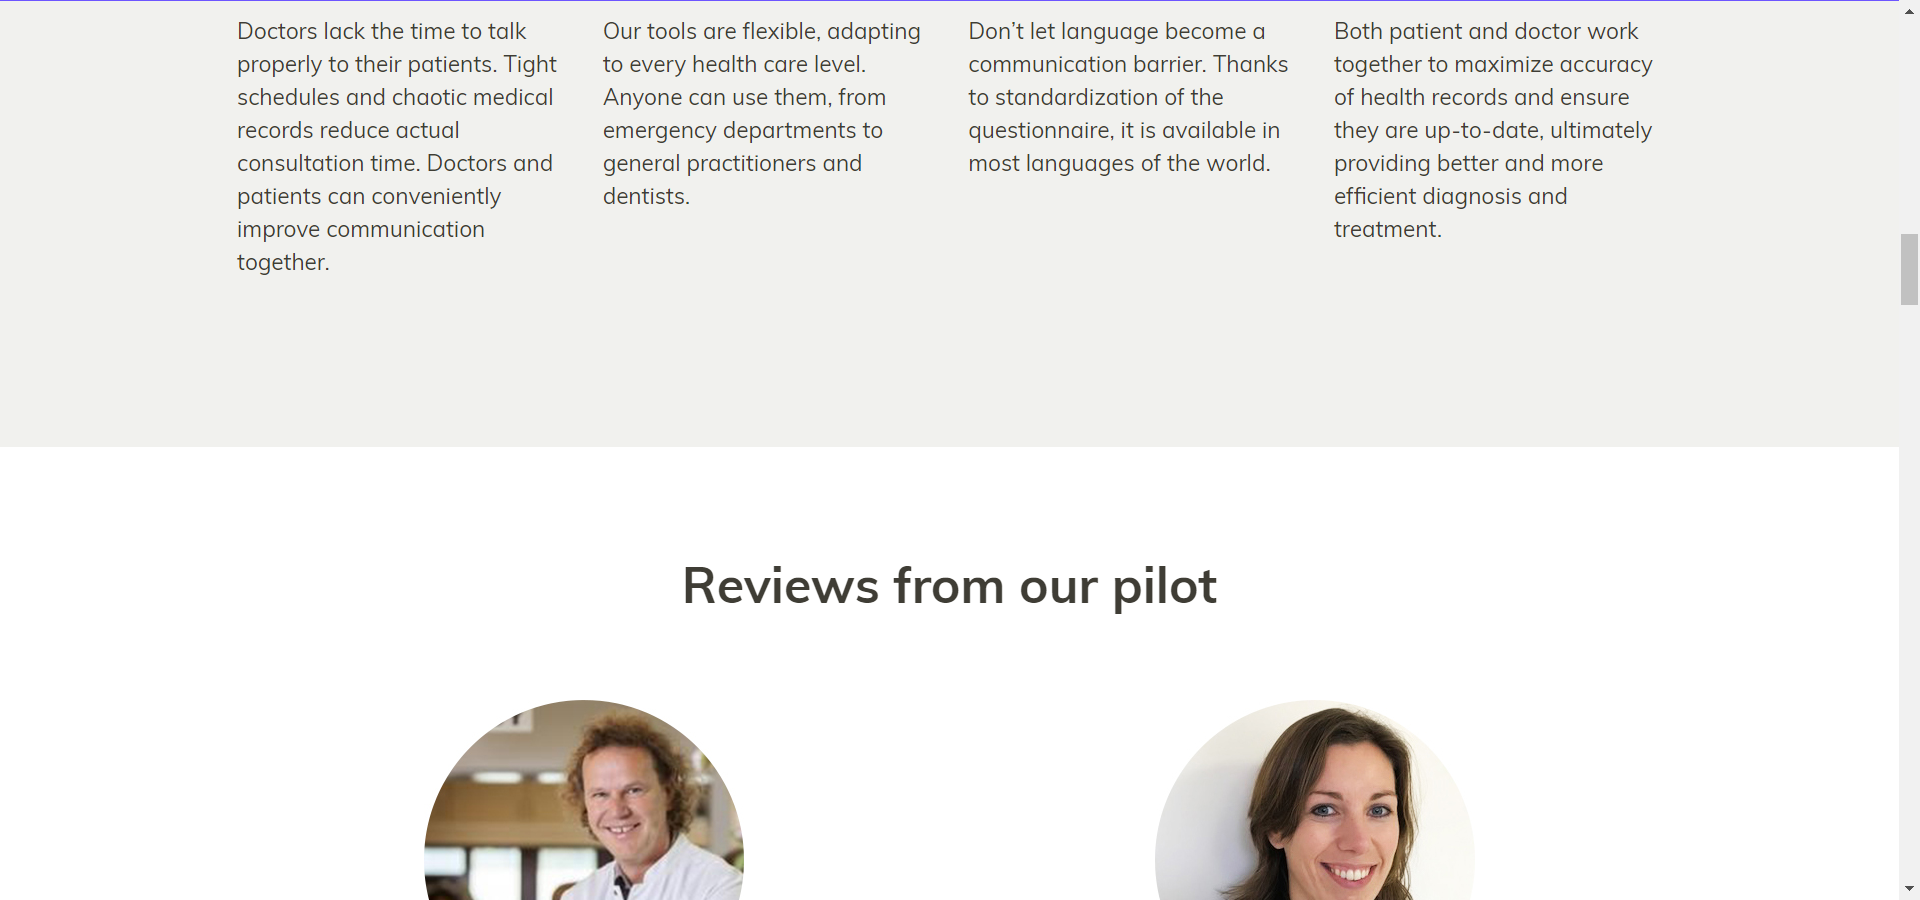 Doctors lack the time to talk
properly to their patients. Tight
schedules and chaotic medical
records reduce actual
consultation time. Doctors and
patients can conveniently
improve communication
together.
Our tools are flexible, adapting
to every health care level.
Anyone can use them, from
emergency departments to
general practitioners and
dentists.
Don’t let language become a
communication barrier. Thanks
to standardization of the
questionnaire, it is available in
most languages of the world.
Both patient and doctor work
together to maximize accuracy
of health records and ensure
they are up-to-date, ultimately
providing better and more
efficient diagnosis and
treatment.
Reviews from our pilot